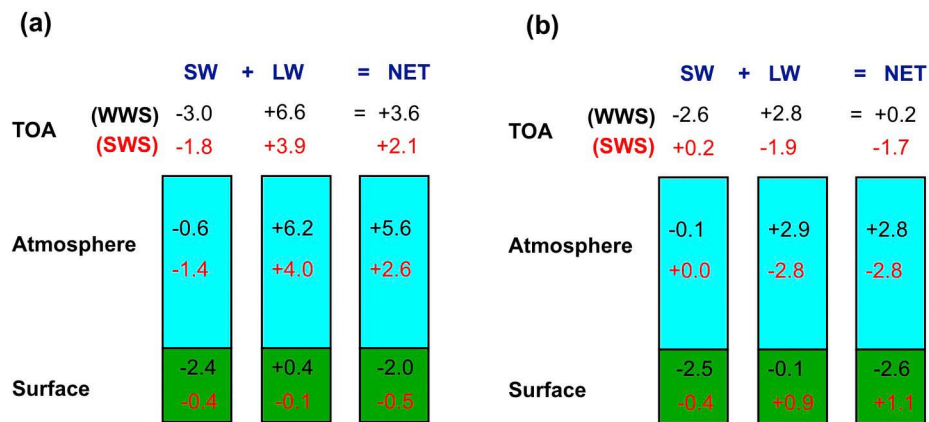 (a)
SW + LW = NET
TOA (WWS) -3.0 +6.6 = +3.6
(SWS) -1.8 +3.9 +2.1
Atmosphere
-0.6 +6.2 +5.6
-1.4 +4.0 +2.6
Surface
-2.4 +0.4 -2.0
-0.4 -0.1 -0.5
(b)
SW + LW = NET
TOA (WWS) -2.6 +2.8 = +0.2
(SWS) +0.2 -1.9 -1.7
Atmosphere
-0.1 +2.9 +2.8
+0.0 -2.8 -2.8
Surface
-2.5 -0.1 -2.6
-0.4 +0.9 +1.1